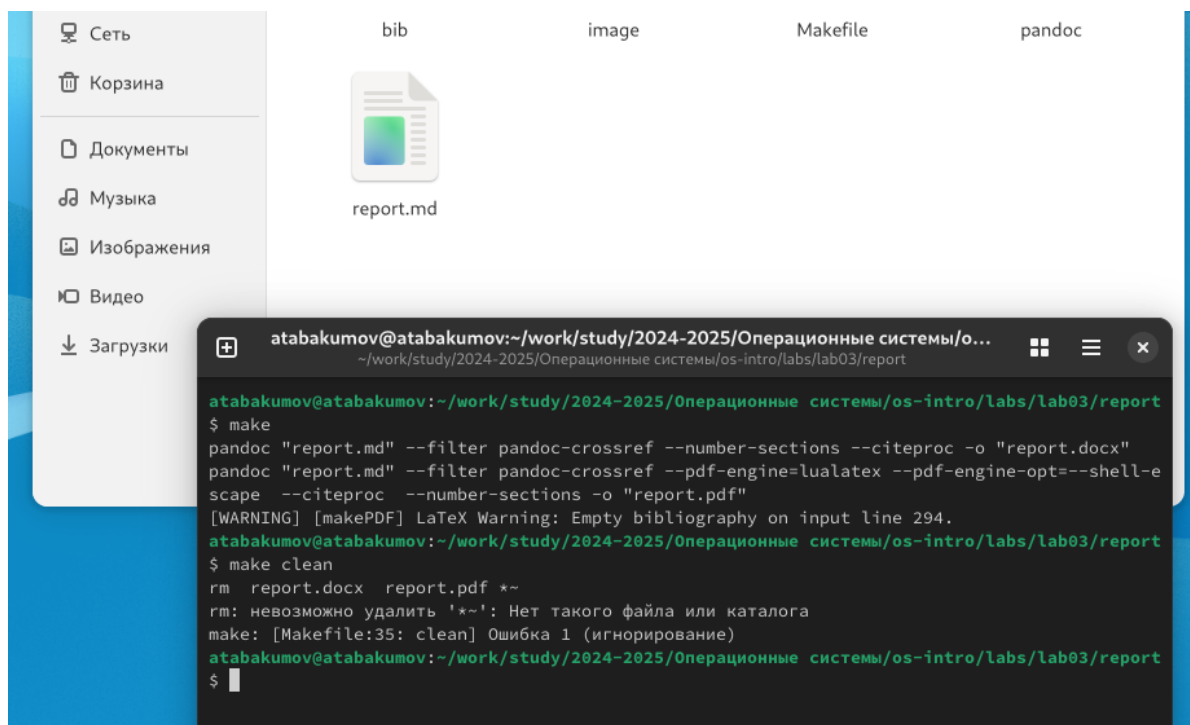 Сеть
Корзина
Документы
Музыка
Изображения
Видео
Загрузки
bib
image
Makefile
pandoc
report.md
atabakumov@atabakumov:~/work/study/2024-2025/Операционные системы/о...
~/work/study/2024-2025/Операционные системы/os-intro/labs/lab03/report
atabakumov@atabakumov:~/work/study/2024-2025/Операционные системы/os-intro/labs/lab03/report
$ make
pandoc "report.md" --filter pandoc-crossref --number-sections --citeproc -o "report.docx"
pandoc "report.md" --filter pandoc-crossref --pdf-engine=lualatex --pdf-engine-opt=--shell-e
scape  --citeproc  --number-sections -o "report.pdf"
[WARNING] [makePDF] LaTeX Warning: Empty bibliography on input line 294.
atabakumov@atabakumov:~/work/study/2024-2025/Операционные системы/os-intro/labs/lab03/report
$ make clean
rm  report.docx  report.pdf *~
rm: невозможно удалить '*~': Нет такого файла или каталога
make: [Makefile:35: clean] Ошибка 1 (игнорирование)
atabakumov@atabakumov:~/work/study/2024-2025/Операционные системы/os-intro/labs/lab03/report
$